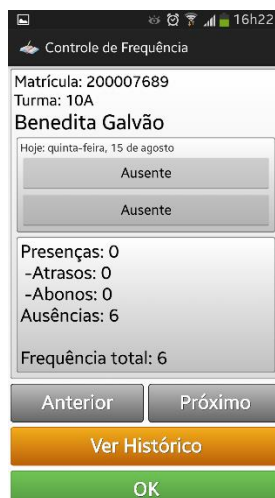 16h22
Controle de Frequência
Matrícula: 200007689
Turma: 10A
Benedita Galvão
Hoje: quinta-feira, 15 de agosto
Ausente
Ausente
Presenças: 0
-Atrasos: 0
-Abonos: 0
Ausências: 6
Frequência total: 6
Anterior Próximo
Ver Histórico
OK